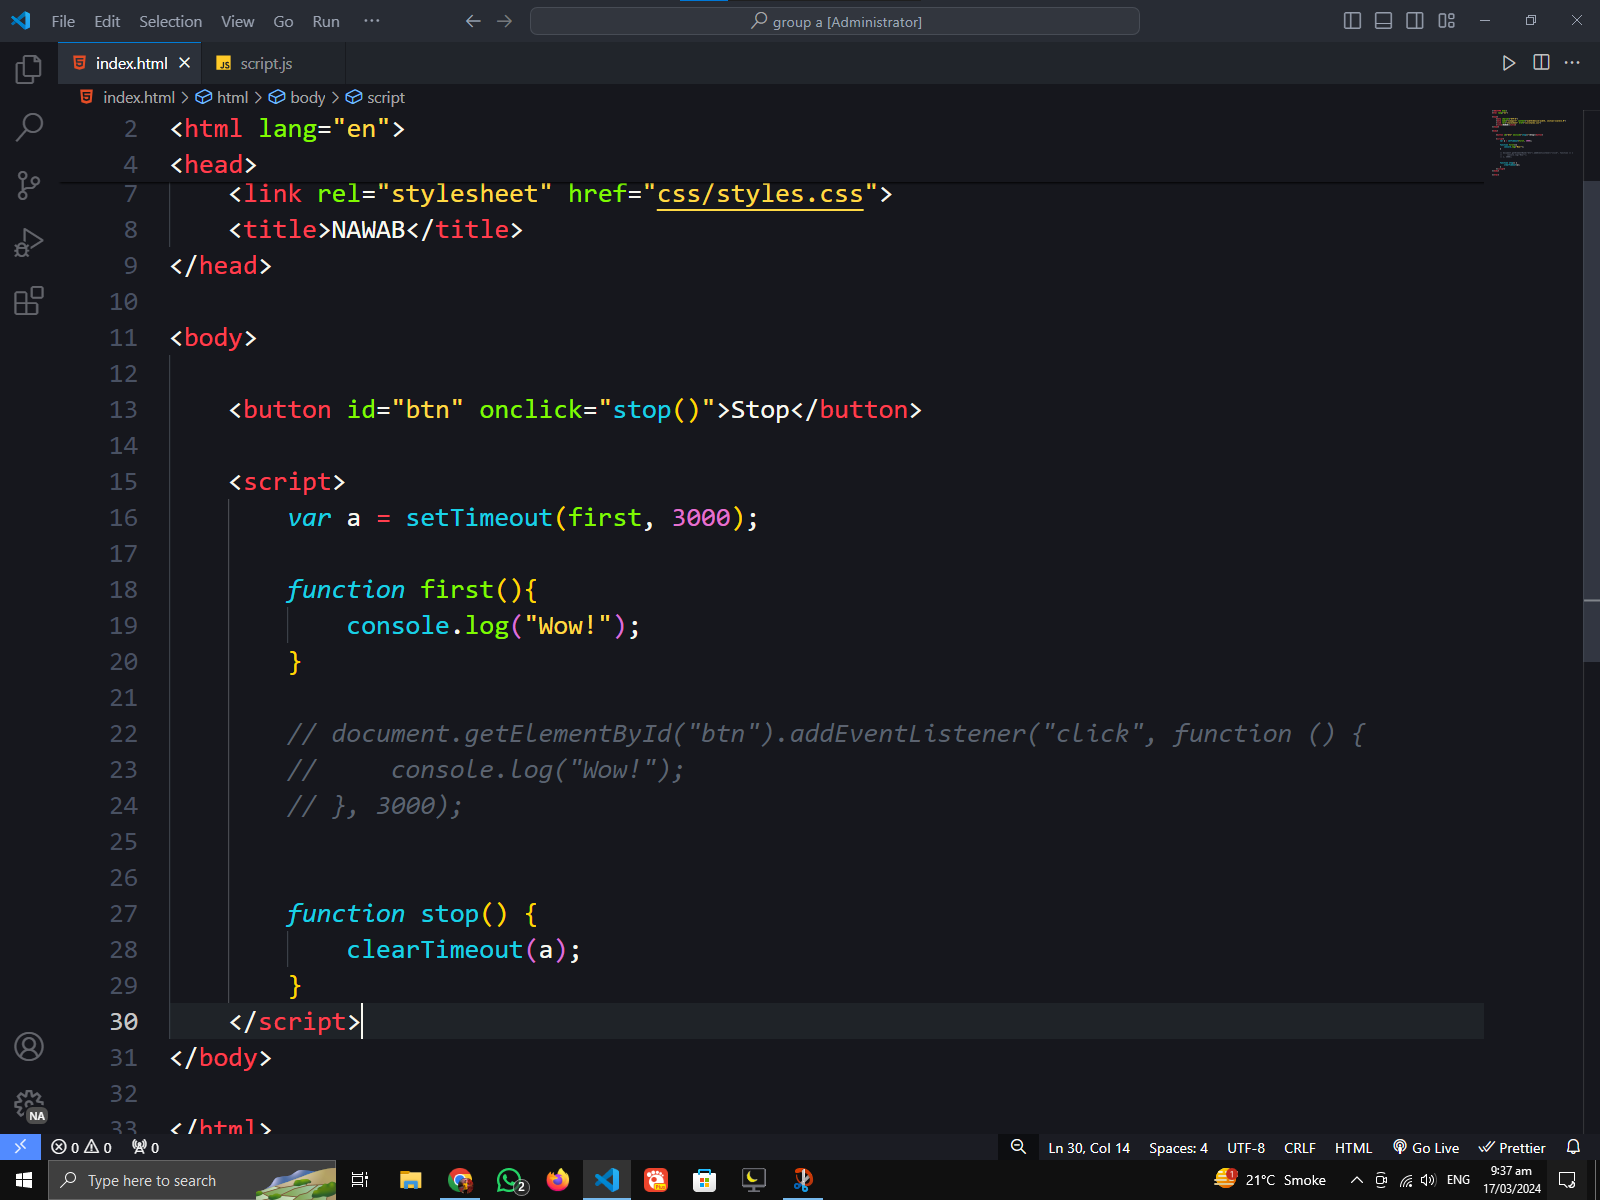 File Edit Selection View Go Run ··· group a [Administrator]
index.html JS script.js
index.html > html > body > script
2 <html lang="en">
4 <head>
7 <link rel="stylesheet" href="css/styles.css">
8 <title>NAWAB</title>
9 </head>
10
11 <body>
12
13 <button id="btn" onclick="stop()">Stop</button>
14
15 <script>
16 var a = setTimeout(first, 3000);
17
18 function first(){
19 console.log("Wow!");
20 }
21
22 // document.getElementById("btn").addEventListener("click", function () {
23 // console.log("Wow!");
24 // }, 3000);
25
26
27 function stop() {
28 clearTimeout(a);
29 }
30 </script>
31 </body>
32
33 </html>
NA
0 0 0 Ln 30, Col 14 Spaces: 4 UTF-8 CRLF HTML Go Live Prettier
Type here to search 2 1 21°C Smoke ENG 9:37 am
17/03/2024